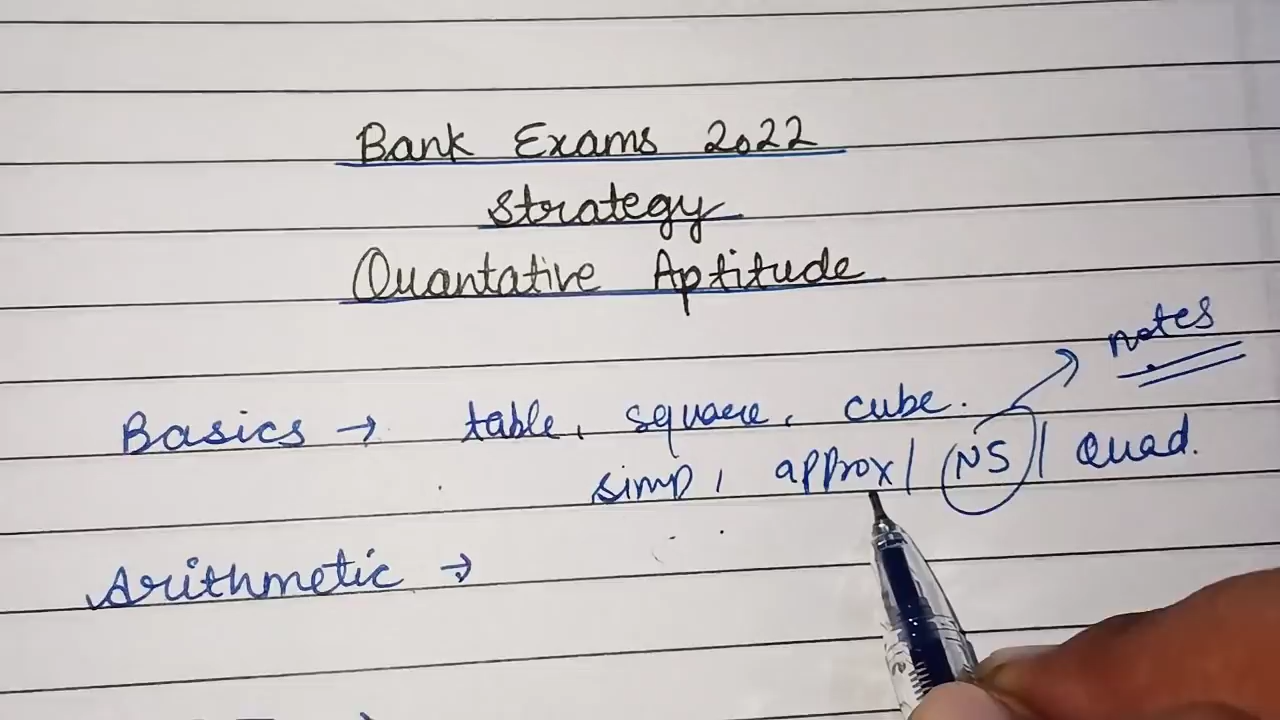 Bank Exams 2022
Strategy
Quantative Aptitude
notes
Basics → table, square, cube.
simp, approx / NS / Quad.
Arithmetic →